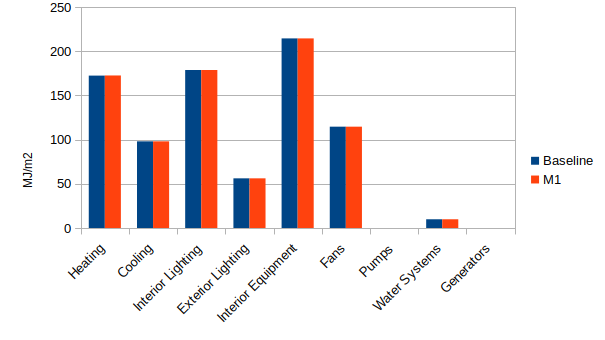 250
200
150
100
50
0
MJ/m2
Heating
Cooling
Interior Lighting
Exterior Lighting
Interior Equipment
Fans
Pumps
Water Systems
Generators
Baseline
M1